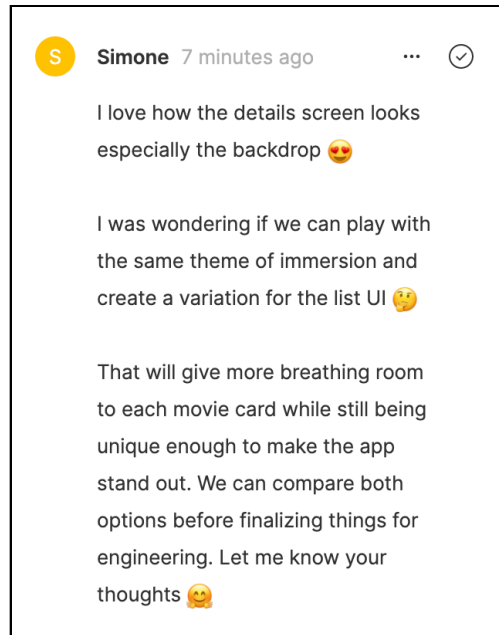 S Simone 7 minutes ago ...
I love how the details screen looks
especially the backdrop 😍
I was wondering if we can play with
the same theme of immersion and
create a variation for the list UI 🤔
That will give more breathing room
to each movie card while still being
unique enough to make the app
stand out. We can compare both
options before finalizing things for
engineering. Let me know your
thoughts 🤗